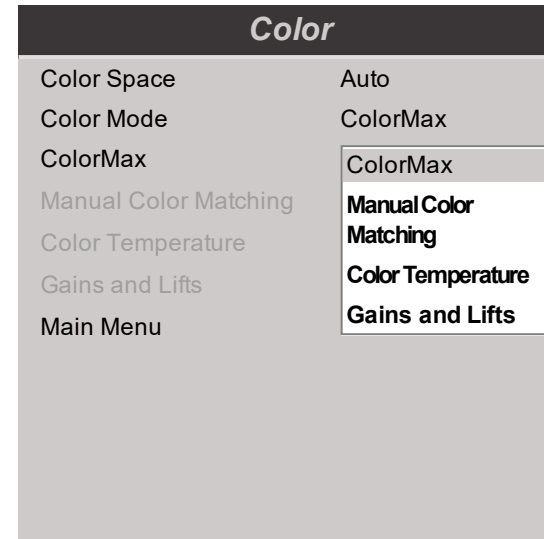 Color
Color Space Auto
Color Mode ColorMax
ColorMax ColorMax
Manual Color Matching Manual Color
Matching
Color Temperature Color Temperature
Gains and Lifts Gains and Lifts
Main Menu